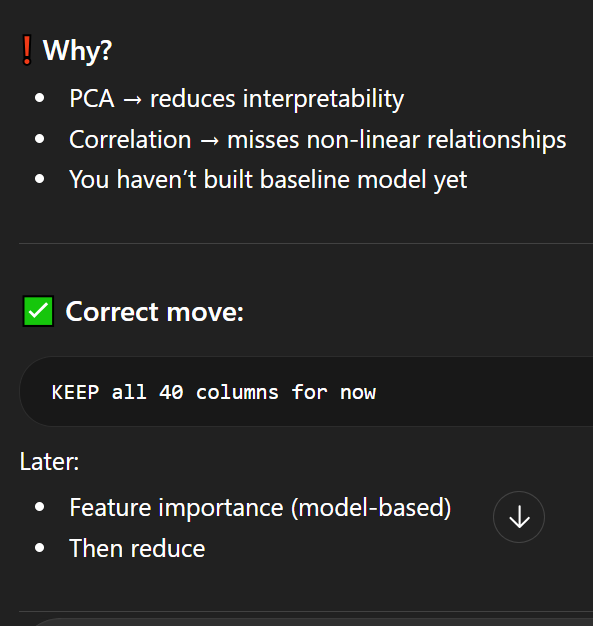 ❗ Why?
• PCA → reduces interpretability
• Correlation → misses non-linear relationships
• You haven’t built baseline model yet
✅ Correct move:
KEEP all 40 columns for now
Later:
• Feature importance (model-based)
• Then reduce